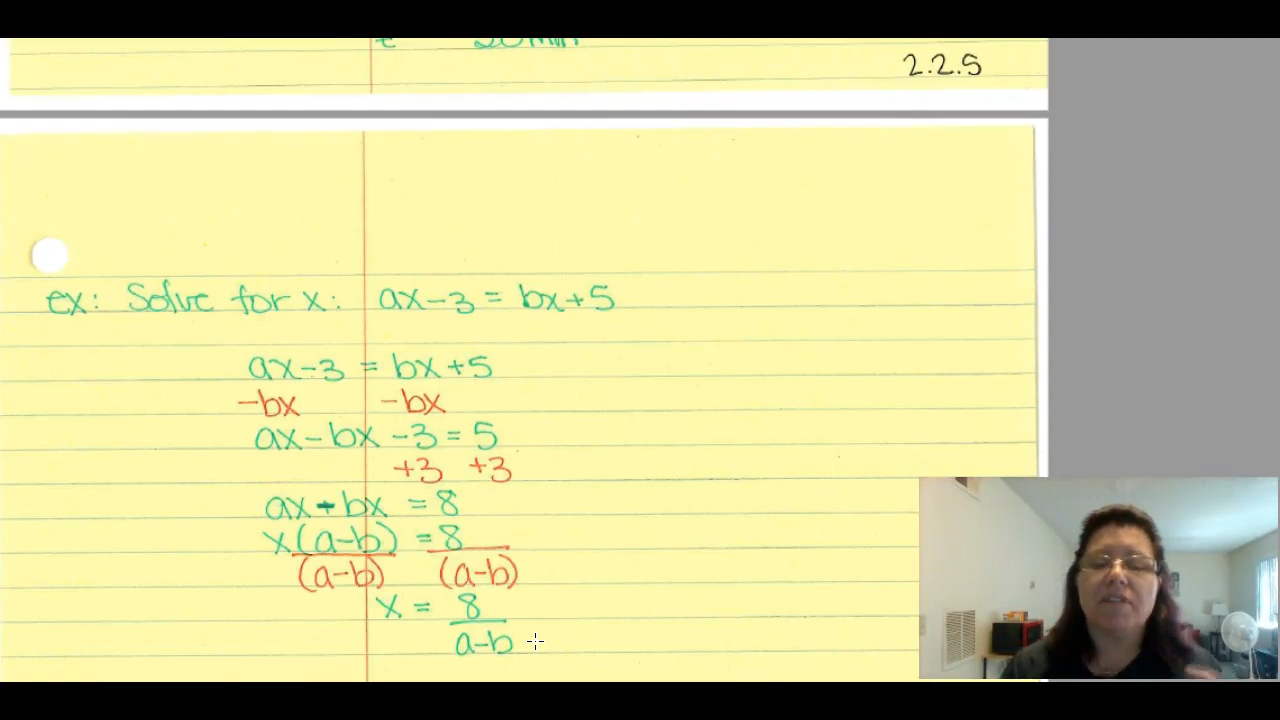 20min
2.2.5
ex: Solve for x: ax-3 = bx+5
ax-3 = bx+5
-bx -bx
ax-bx-3 = 5
+3 +3
ax-bx = 8
x(a-b) = 8
(a-b) (a-b)
x = 8
a-b